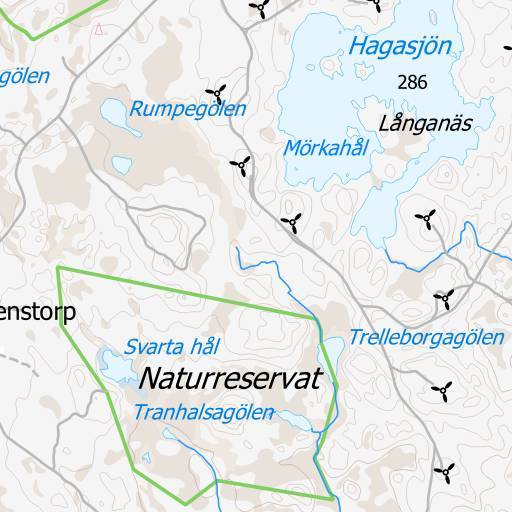 Hagasjön
gölen
286
Rumpegölen
Långanäs
Mörkahål
enstorp
Trelleborgagölen
Svarta hål
Naturreservat
Tranhalsagölen